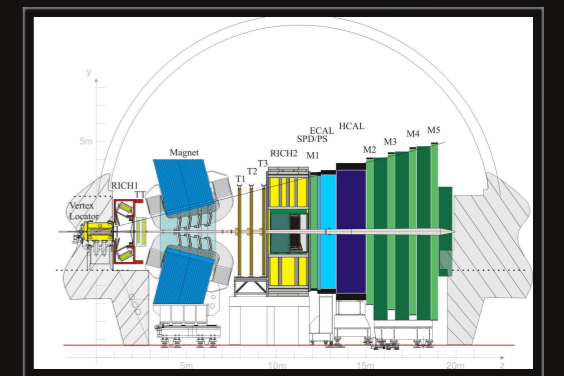 y
5m
Vertex
Locator
RICH1
TT
Magnet
T1
T2
T3
RICH2
M1
SPD/PS
ECAL
HCAL
M2
M3
M4
M5
5m
10m
15m
20m
z